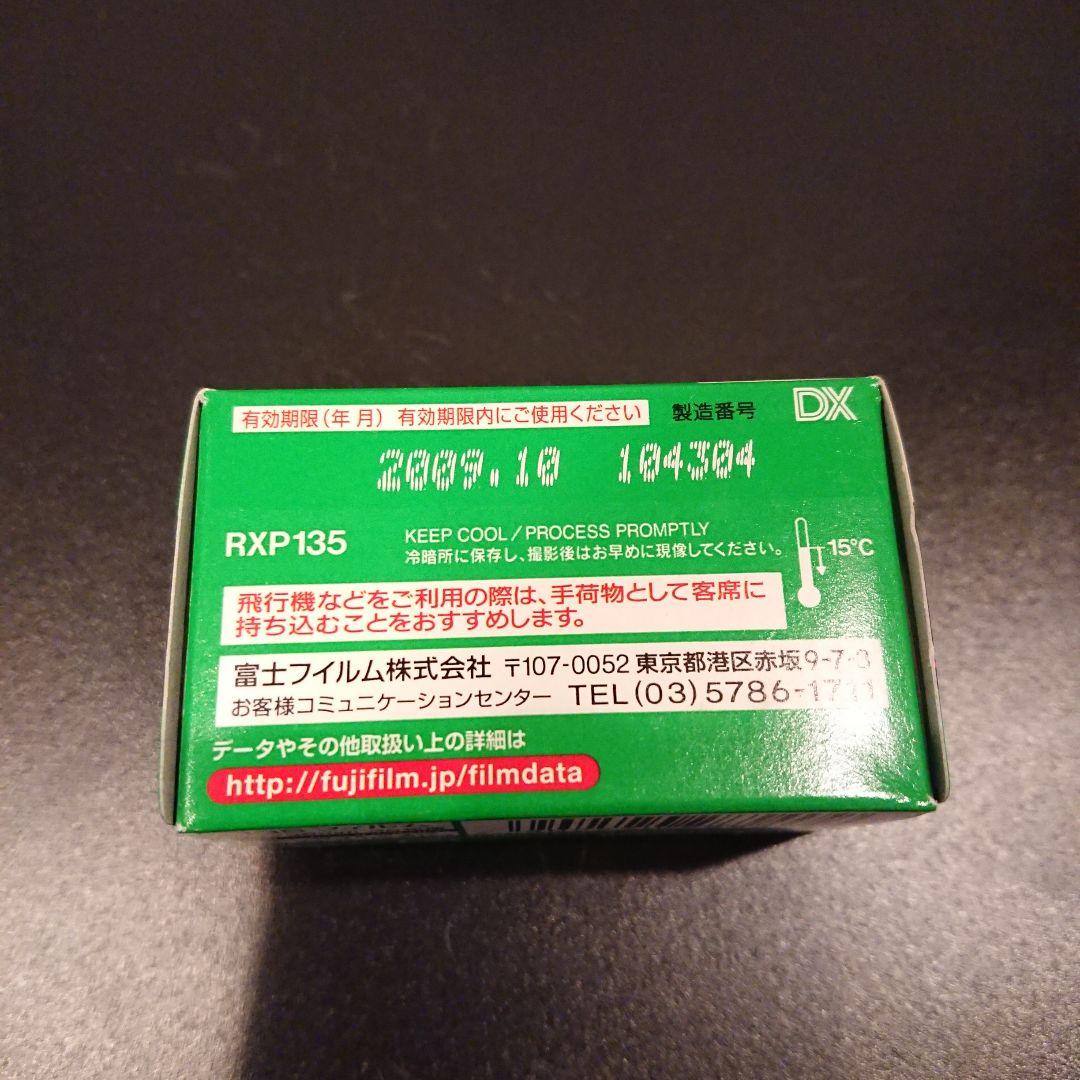 有効期限(年 月) 有効期限内にご使用ください 製造番号 DX
2009.10 104304
RXP135 KEEP COOL/PROCESS PROMPTLY
冷暗所に保存し、撮影後はお早めに現像してください。 15℃
飛行機などをご利用の際は、手荷物として客席に
持ち込むことをおすすめします。
富士フイルム株式会社 〒107-0052 東京都港区赤坂9-7-3
お客様コミュニケーションセンター TEL(03)5786-1711
データやその他取扱い上の詳細は
http://fujifilm.jp/filmdata